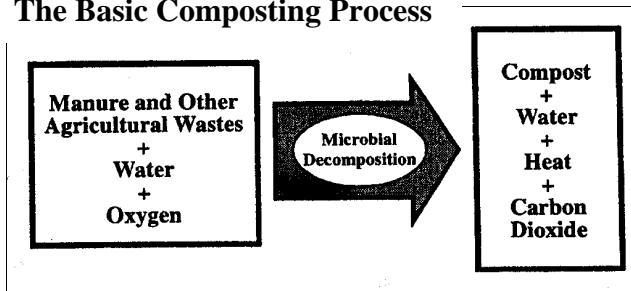 The Basic Composting Process
Manure and Other
Agricultural Wastes
+
Water
+
Oxygen
Microbial
Decomposition
Compost
+
Water
+
Heat
+
Carbon
Dioxide